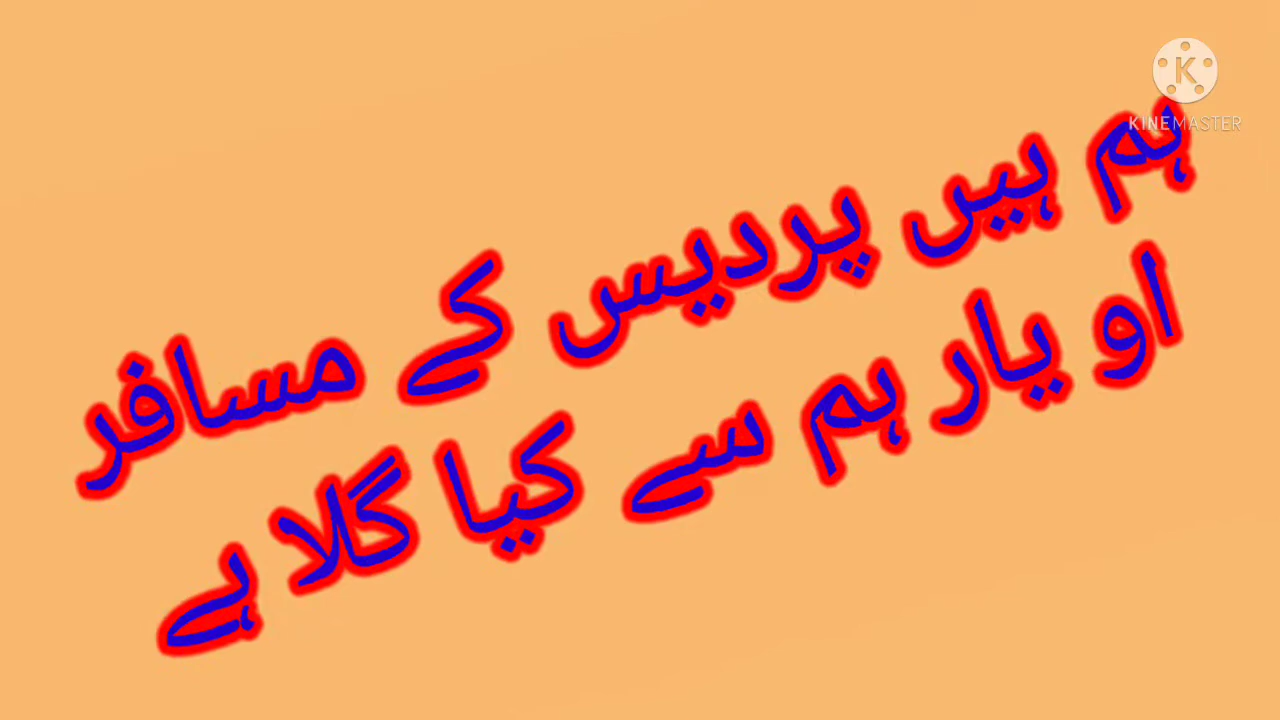 KINEMASTER
ہم ہیں پردیس کے مسافر
او یار ہم سے کیا گلا ہے